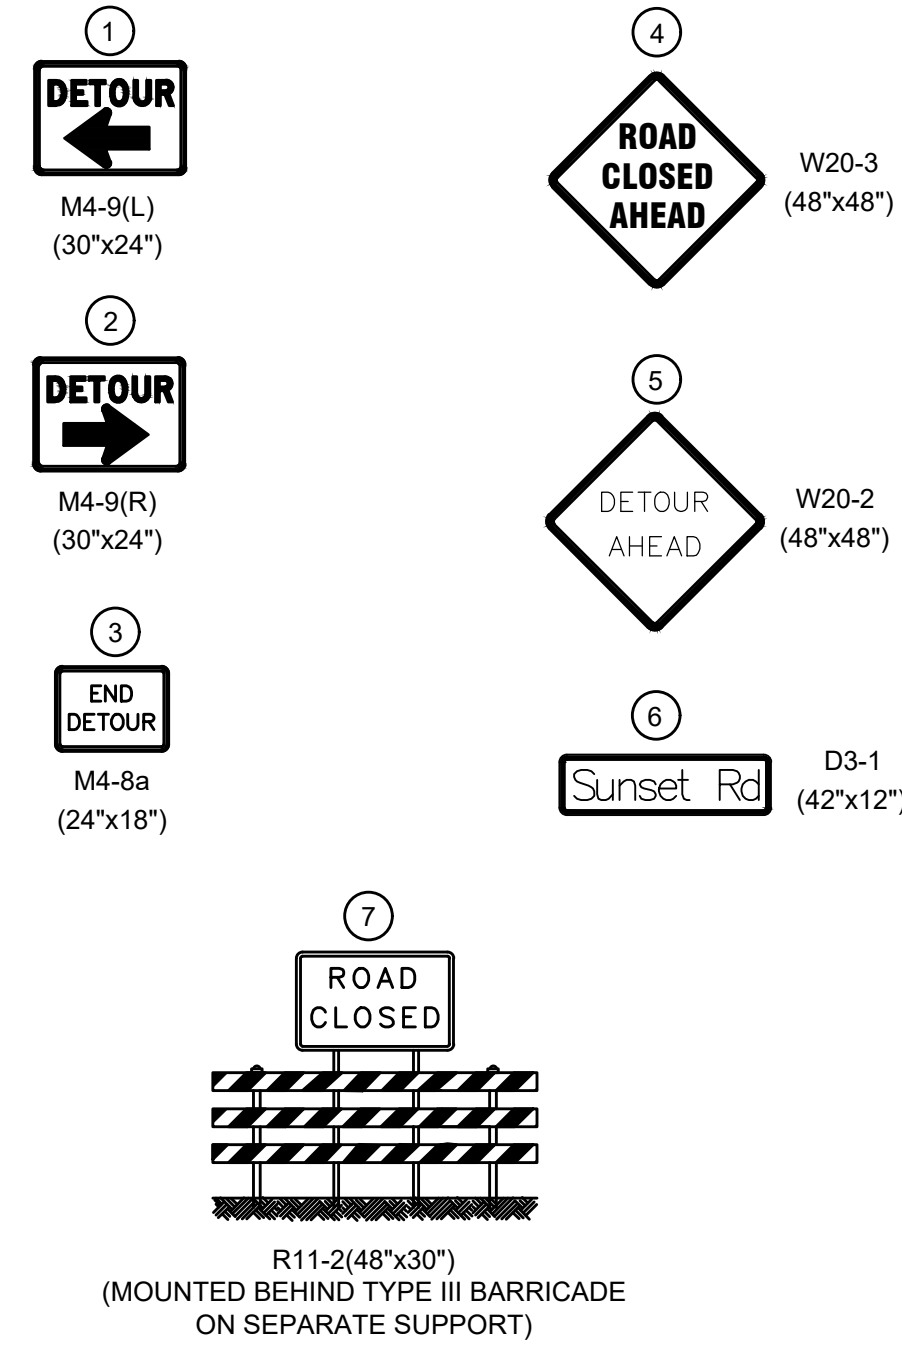 1
DETOUR
M4-9(L)
(30"x24")
2
DETOUR
M4-9(R)
(30"x24")
3
END
DETOUR
M4-8a
(24"x18")
4
ROAD
CLOSED
AHEAD
W20-3
(48"x48")
5
DETOUR
AHEAD
W20-2
(48"x48")
6
Sunset Rd
D3-1
(42"x12")
7
ROAD
CLOSED
R11-2(48"x30")
(MOUNTED BEHIND TYPE III BARRICADE
ON SEPARATE SUPPORT)